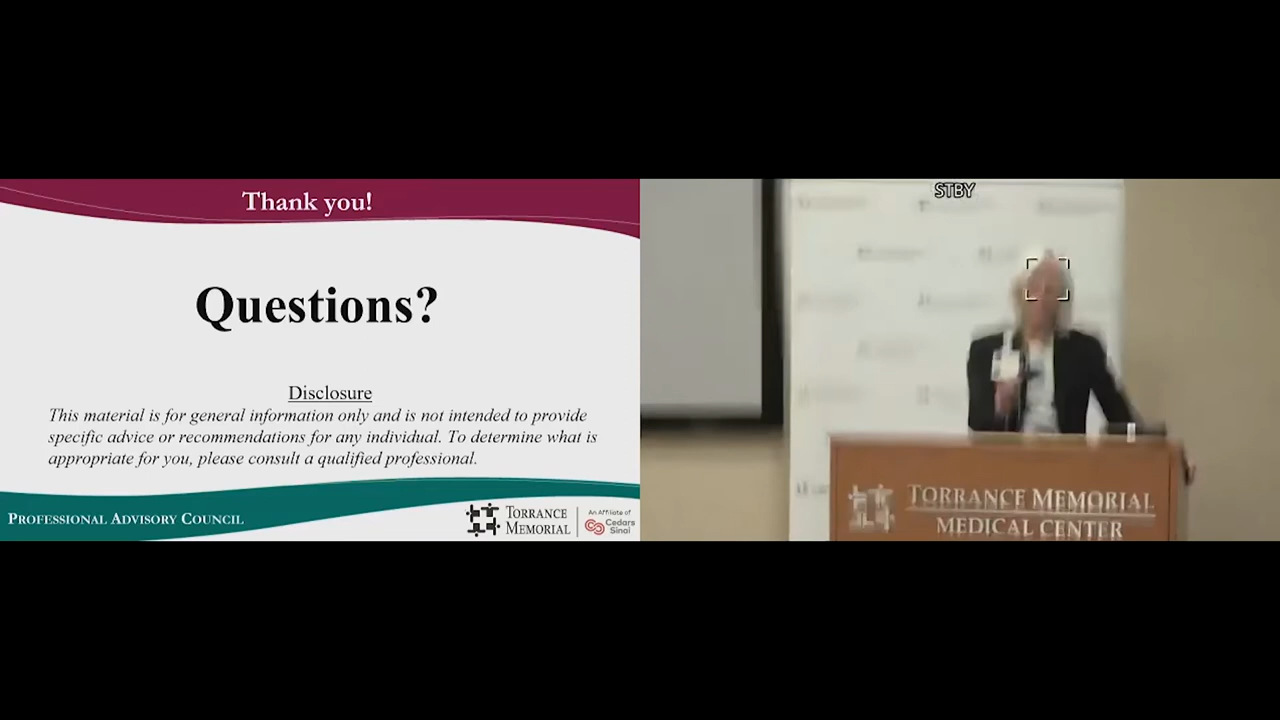 Thank you!
Questions?
Disclosure
This material is for general information only and is not intended to provide
specific advice or recommendations for any individual. To determine what is
appropriate for you, please consult a qualified professional.
PROFESSIONAL ADVISORY COUNCIL
TORRANCE
MEMORIAL
An Affiliate of
Cedars
Sinai
STBY
TORRANCE MEMORIAL
MEDICAL CENTER